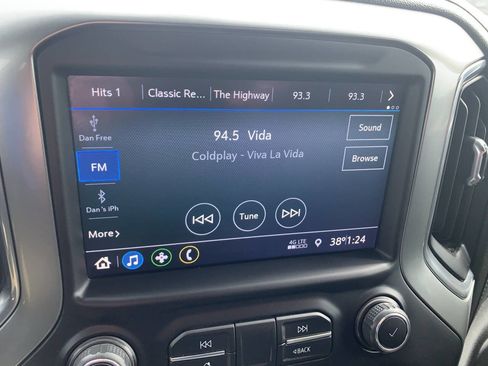 Hits 1
Classic Re...
The Highway
93.3
93.3
Dan Free
94.5 Vida
Sound
FM
Coldplay - Viva La Vida
Browse
Dan's iPh
Tune
More
4G LTE
38° 1:24
BACK